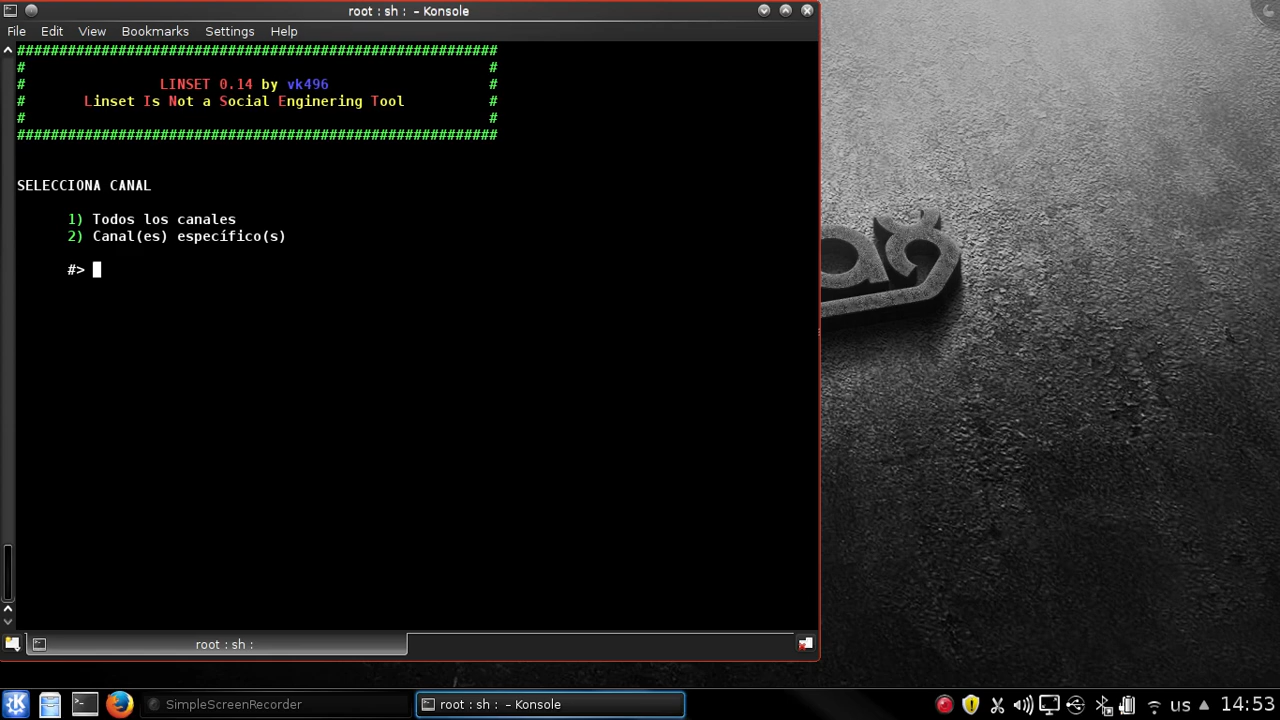 root : sh : – Konsole
File Edit View Bookmarks Settings Help
#########################################################
# #
# LINSET 0.14 by vk496 #
# Linset Is Not a Social Enginering Tool #
# #
#########################################################
SELECCIONA CANAL
1) Todos los canales
2) Canal(es) específico(s)
#>
root : sh :
SimpleScreenRecorder
root : sh : – Konsole
us
14:53